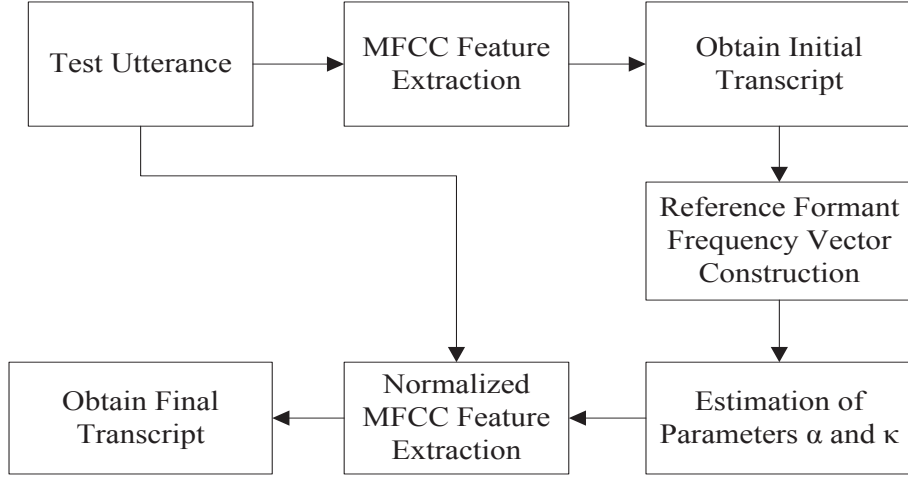 Test Utterance
MFCC Feature
Extraction
Obtain Initial
Transcript
Reference Formant
Frequency Vector
Construction
Estimation of
Parameters α and κ
Normalized
MFCC Feature
Extraction
Obtain Final
Transcript